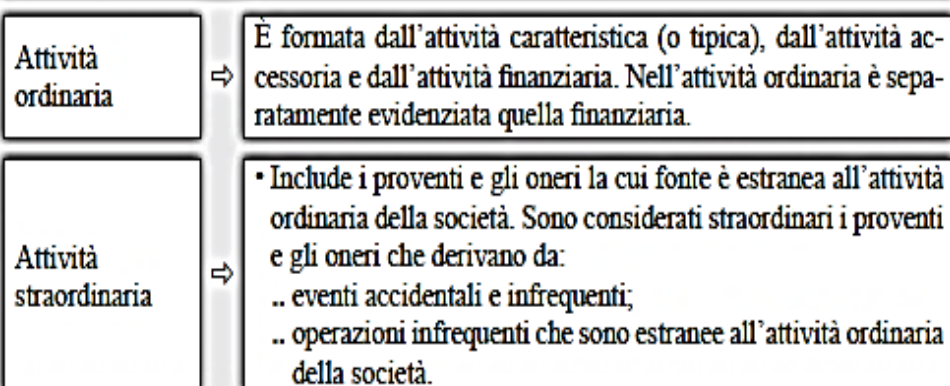 Attività
ordinaria
⇨
È formata dall'attività caratteristica (o tipica), dall'attività ac-
cessoria e dall'attività finanziaria. Nell'attività ordinaria è sepa-
ratamente evidenziata quella finanziaria.
Attività
straordinaria
⇨
• Include i proventi e gli oneri la cui fonte è estranea all'attività
ordinaria della società. Sono considerati straordinari i proventi
e gli oneri che derivano da:
.. eventi accidentali e infrequenti;
.. operazioni infrequenti che sono estranee all'attività ordinaria
della società.